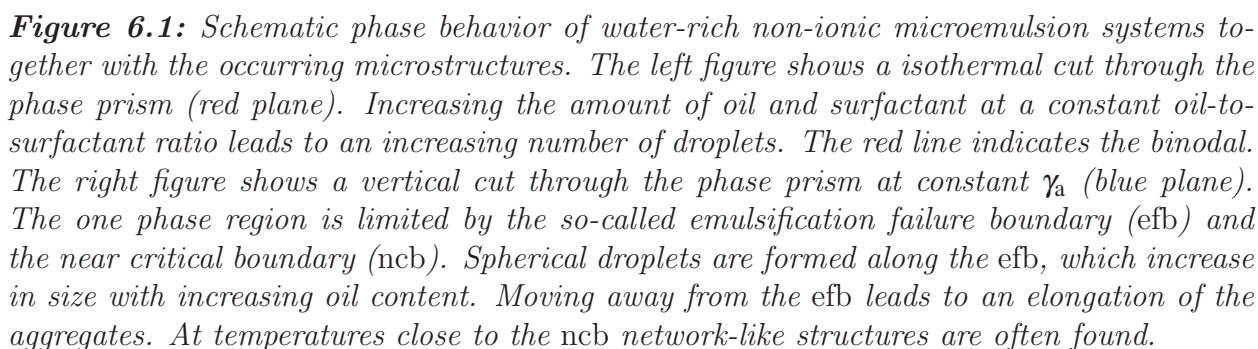 Figure 6.1: Schematic phase behavior of water-rich non-ionic microemulsion systems to-
gether with the occurring microstructures. The left figure shows a isothermal cut through the
phase prism (red plane). Increasing the amount of oil and surfactant at a constant oil-to-
surfactant ratio leads to an increasing number of droplets. The red line indicates the binodal.
The right figure shows a vertical cut through the phase prism at constant γa (blue plane).
The one phase region is limited by the so-called emulsification failure boundary (efb) and
the near critical boundary (ncb). Spherical droplets are formed along the efb, which increase
in size with increasing oil content. Moving away from the efb leads to an elongation of the
aggregates. At temperatures close to the ncb network-like structures are often found.